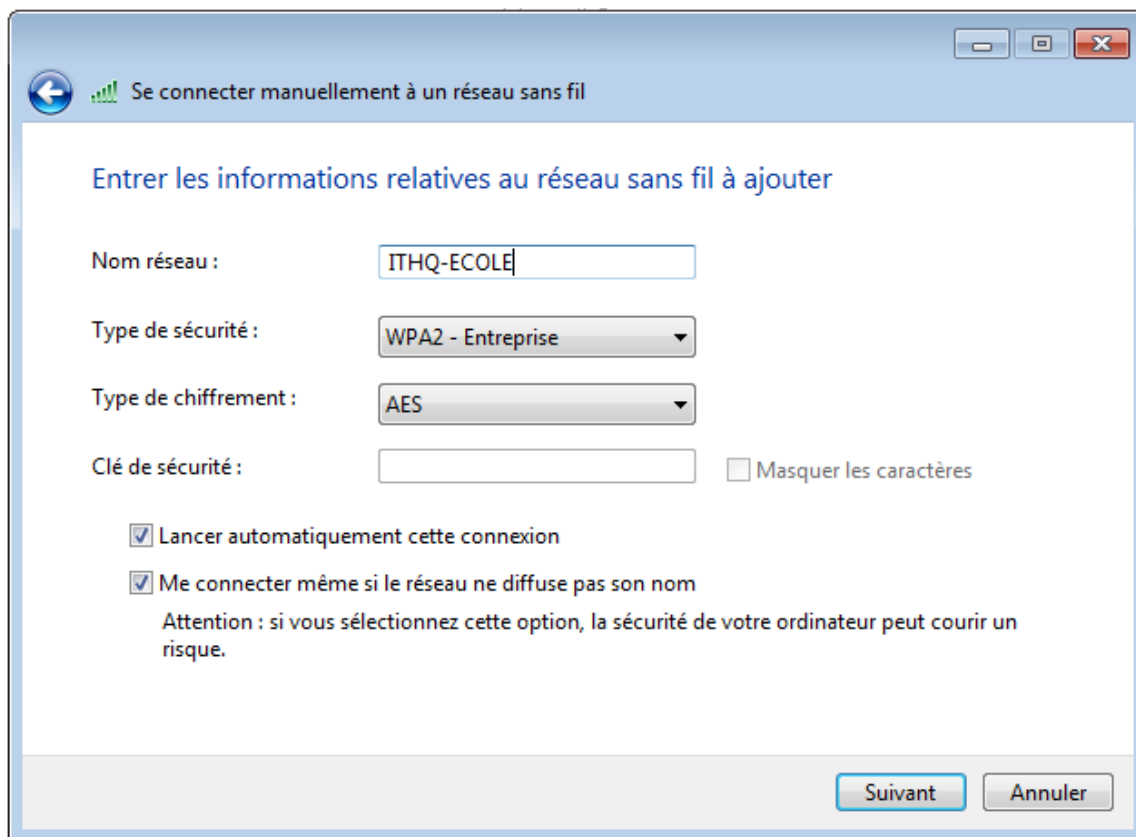 Se connecter manuellement à un réseau sans fil
Entrer les informations relatives au réseau sans fil à ajouter
Nom réseau :
ITHQ-ECOLE
Type de sécurité :
WPA2 - Entreprise
Type de chiffrement :
AES
Clé de sécurité :
Masquer les caractères
Lancer automatiquement cette connexion
Me connecter même si le réseau ne diffuse pas son nom
Attention : si vous sélectionnez cette option, la sécurité de votre ordinateur peut courir un
risque.
Suivant
Annuler